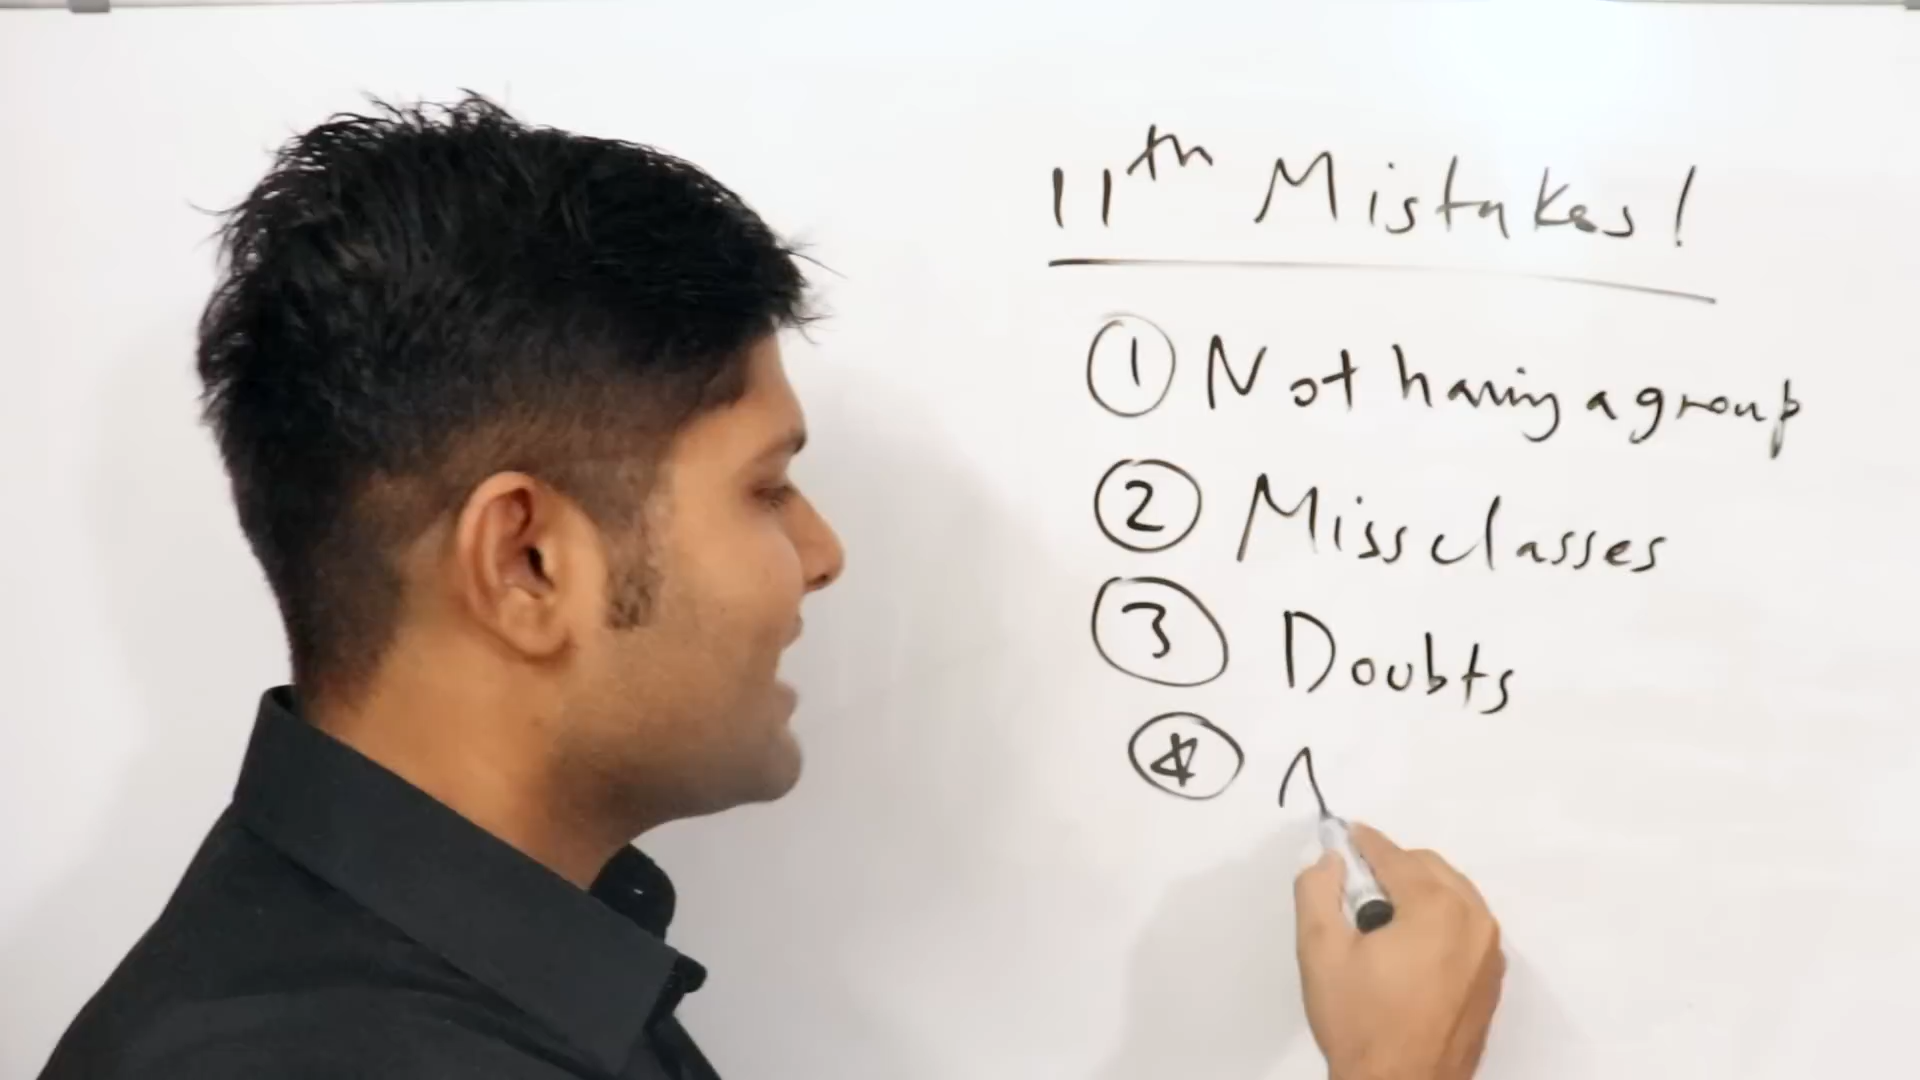 11th Mistakes!
① Not having a group
② Miss classes
③ Doubts
④